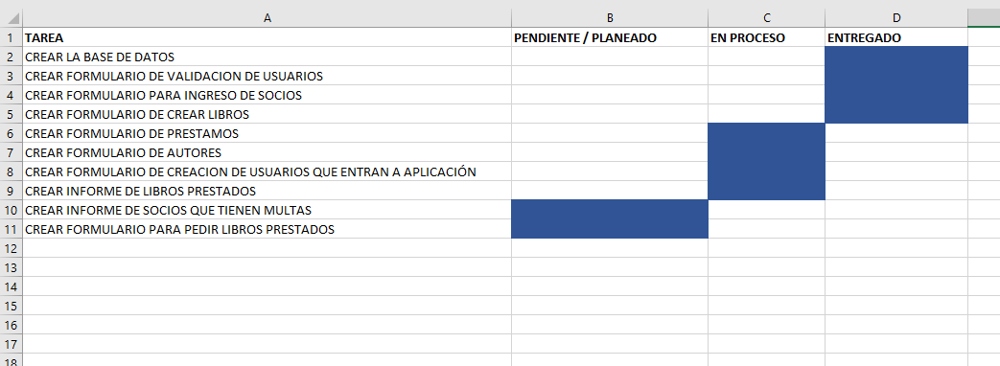 A B C D
1 TAREA PENDIENTE / PLANEADO EN PROCESO ENTREGADO
2 CREAR LA BASE DE DATOS
3 CREAR FORMULARIO DE VALIDACION DE USUARIOS
4 CREAR FORMULARIO PARA INGRESO DE SOCIOS
5 CREAR FORMULARIO DE CREAR LIBROS
6 CREAR FORMULARIO DE PRESTAMOS
7 CREAR FORMULARIO DE AUTORES
8 CREAR FORMULARIO DE CREACION DE USUARIOS QUE ENTRAN A APLICACIÓN
9 CREAR INFORME DE LIBROS PRESTADOS
10 CREAR INFORME DE SOCIOS QUE TIENEN MULTAS
11 CREAR FORMULARIO PARA PEDIR LIBROS PRESTADOS
12
13
14
15
16
17
18